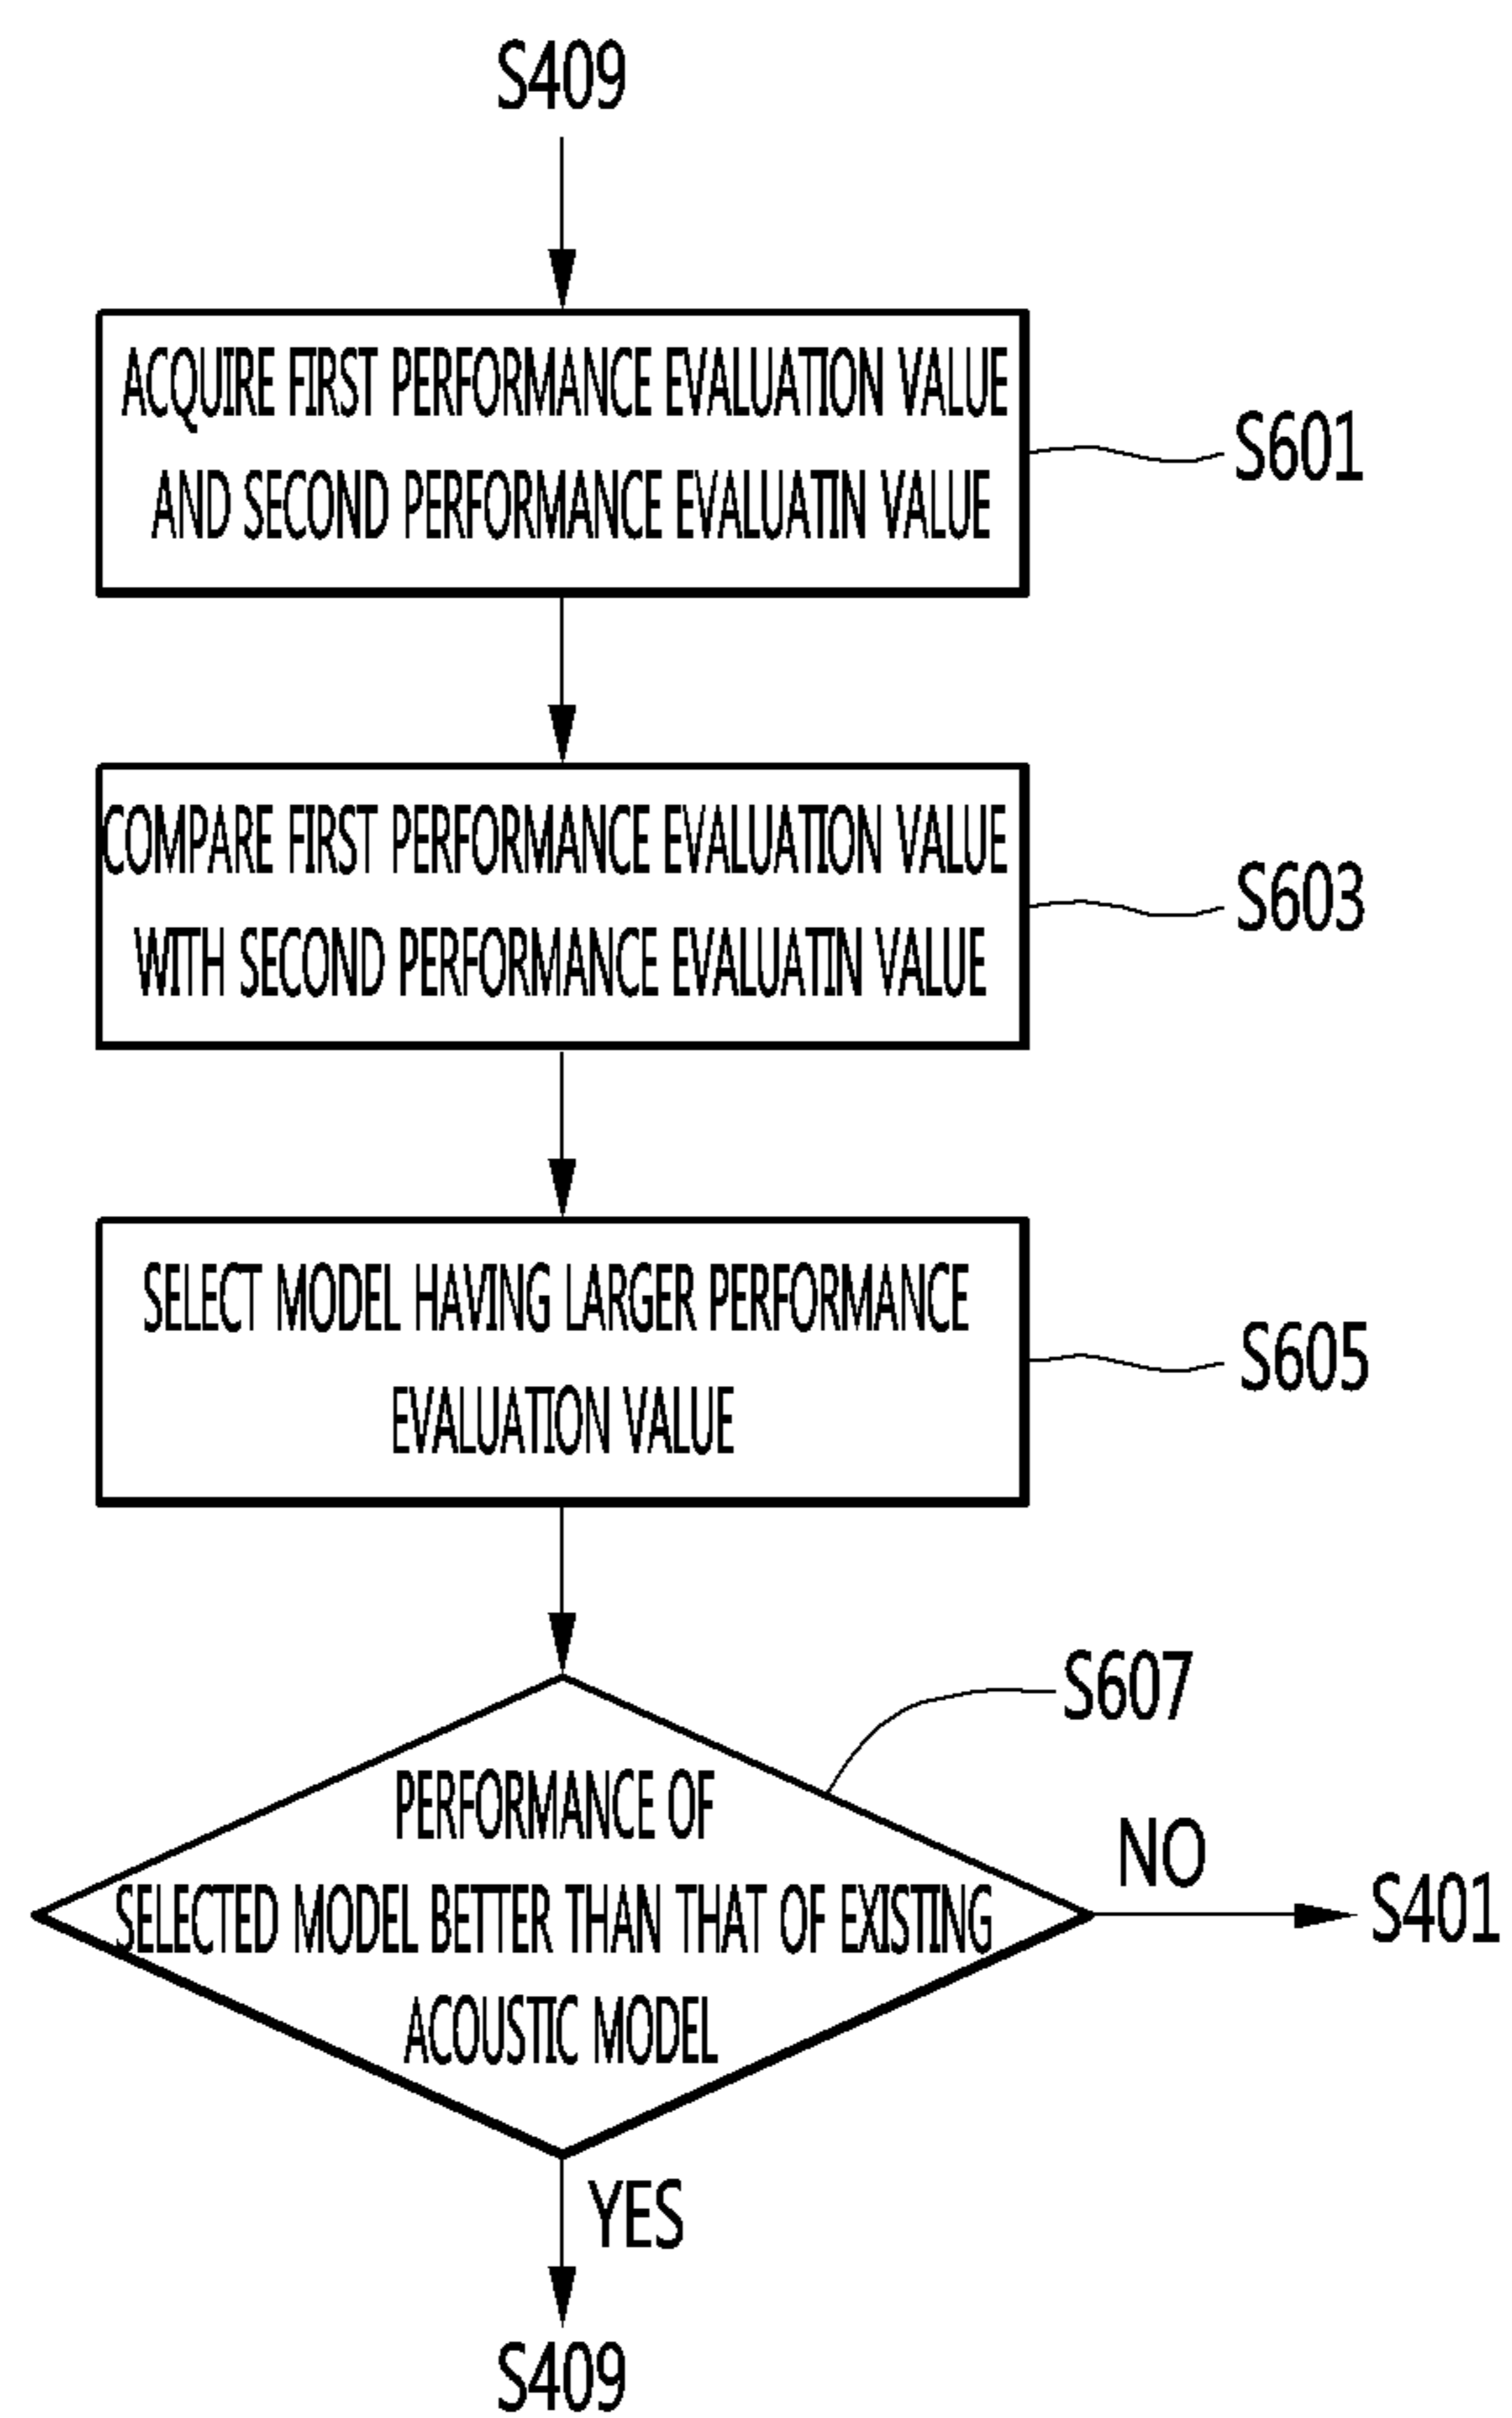 S409
ACQUIRE FIRST PERFORMANCE EVALUATION VALUE
AND SECOND PERFORMANCE EVALUATIN VALUE
S601
COMPARE FIRST PERFORMANCE EVALUATION VALUE
WITH SECOND PERFORMANCE EVALUATIN VALUE
S603
SELECT MODEL HAVING LARGER PERFORMANCE
EVALUATION VALUE
S605
S607
PERFORMANCE OF
SELECTED MODEL BETTER THAN THAT OF EXISTING
ACOUSTIC MODEL
NO
S401
YES
S409